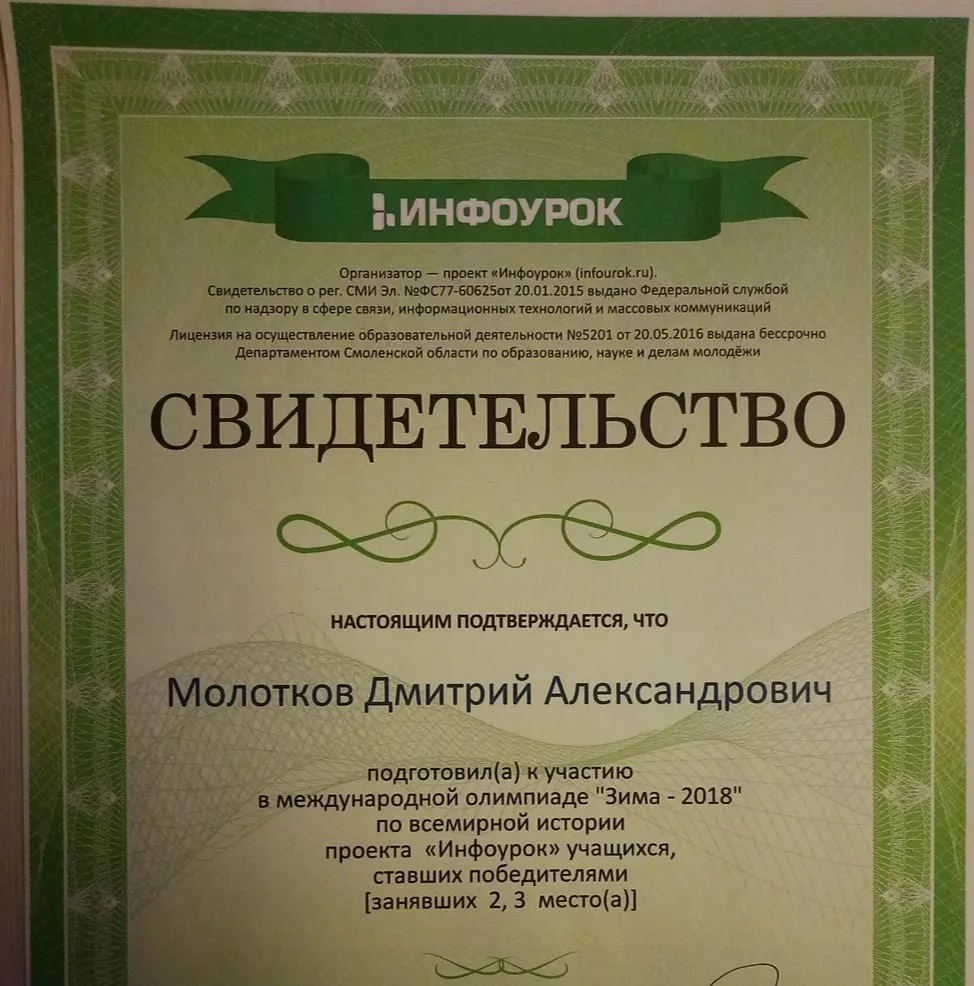 ИНФОУРОК
Организатор — проект «Инфоурок» (infourok.ru).
Свидетельство о рег. СМИ Эл. №ФС77-60625от 20.01.2015 выдано Федеральной службой
по надзору в сфере связи, информационных технологий и массовых коммуникаций
Лицензия на осуществление образовательной деятельности №5201 от 20.05.2016 выдана бессрочно
Департаментом Смоленской области по образованию, науке и делам молодёжи
СВИДЕТЕЛЬСТВО
НАСТОЯЩИМ ПОДТВЕРЖДАЕТСЯ, ЧТО
Молотков Дмитрий Александрович
подготовил(а) к участию
в международной олимпиаде "Зима - 2018"
по всемирной истории
проекта «Инфоурок» учащихся,
ставших победителями
[занявших 2, 3 место(а)]